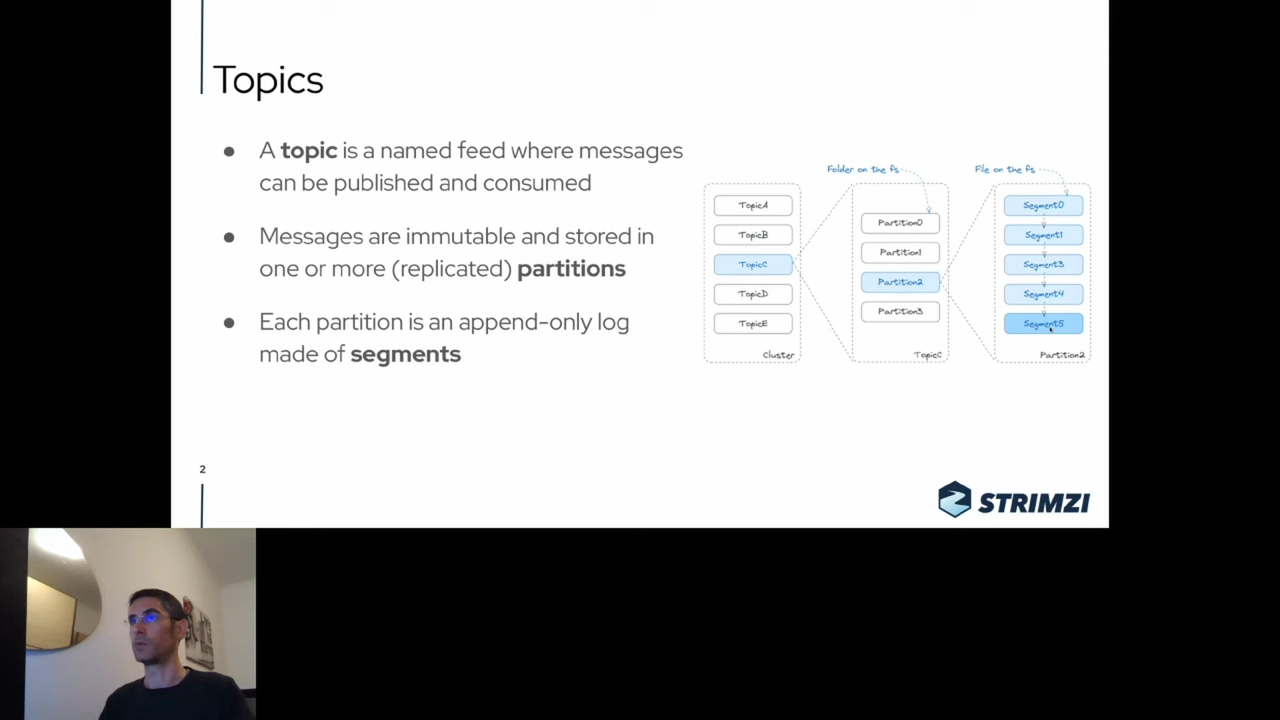 Topics
● A topic is a named feed where messages
can be published and consumed
● Messages are immutable and stored in
one or more (replicated) partitions
● Each partition is an append-only log
made of segments
Folder on the fs
File on the fs
TopicA
TopicB
TopicC
TopicD
TopicE
Cluster
Partition0
Partition1
Partition2
Partition3
TopicC
Segment0
Segment1
Segment3
Segment4
Segment5
Partition2
2
STRIMZI